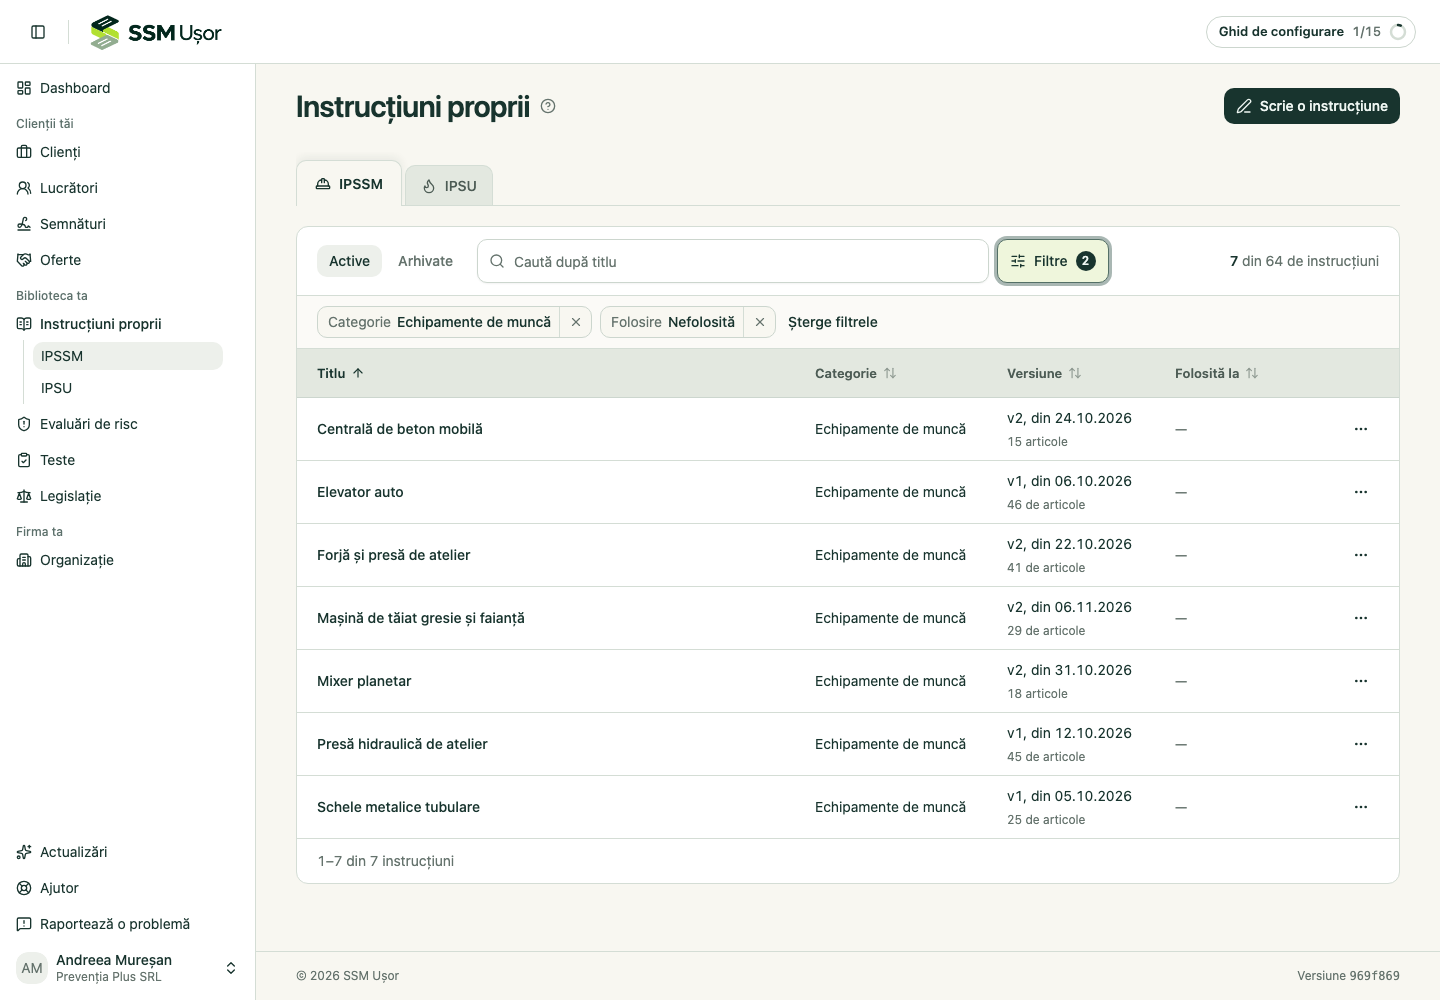 SSM Ușor
Ghid de configurare 1/15
Dashboard
Clienții tăi
Clienți
Lucrători
Semnături
Oferte
Biblioteca ta
Instrucțiuni proprii
IPSSM
IPSU
Evaluări de risc
Teste
Legislație
Firma ta
Organizație
Actualizări
Ajutor
Raportează o problemă
AM
Andreea Mureșan
Prevenția Plus SRL
Instrucțiuni proprii
Scrie o instrucțiune
IPSSM
IPSU
Active
Arhivate
Caută după titlu
Filtre 2
7 din 64 de instrucțiuni
Categorie Echipamente de muncă
Folosire Nefolosită
Șterge filtrele
Titlu Categorie Versiune Folosită la
Centrală de beton mobilă Echipamente de muncă v2, din 24.10.2026 —
15 articole
Elevator auto Echipamente de muncă v1, din 06.10.2026 —
46 de articole
Forjă și presă de atelier Echipamente de muncă v2, din 22.10.2026 —
41 de articole
Mașină de tăiat gresie și faianță Echipamente de muncă v2, din 06.11.2026 —
29 de articole
Mixer planetar Echipamente de muncă v2, din 31.10.2026 —
18 articole
Presă hidraulică de atelier Echipamente de muncă v1, din 12.10.2026 —
45 de articole
Schele metalice tubulare Echipamente de muncă v1, din 05.10.2026 —
25 de articole
1–7 din 7 instrucțiuni
© 2026 SSM Ușor
Versiune 969f869